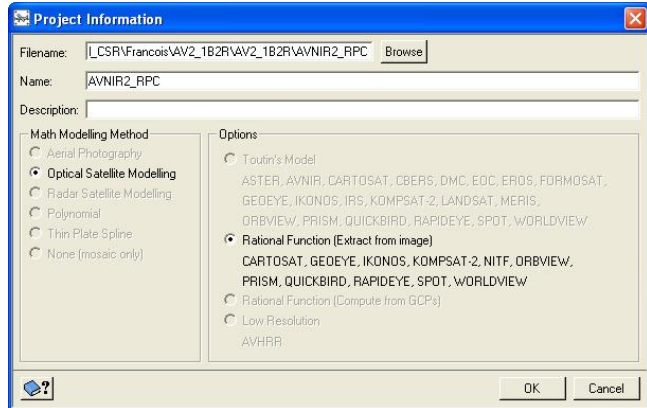 Project Information
Filename: I_CSR\Francois\AV2_1B2R\AV2_1B2R\AVNIR2_RPC Browse
Name: AVNIR2_RPC
Description:
Math Modelling Method
Aerial Photography
Optical Satellite Modelling
Radar Satellite Modelling
Polynomial
Thin Plate Spline
None (mosaic only)
Options
Toutin's Model
ASTER, AVNIR, CARTOSAT, CBERS, DMC, EOC, EROS, FORMOSAT,
GEOEYE, IKONOS, IRS, KOMPSAT-2, LANDSAT, MERIS,
ORBVIEW, PRISM, QUICKBIRD, RAPIDEYE, SPOT, WORLDVIEW
Rational Function (Extract from image)
CARTOSAT, GEOEYE, IKONOS, KOMPSAT-2, NITF, ORBVIEW,
PRISM, QUICKBIRD, RAPIDEYE, SPOT, WORLDVIEW
Rational Function (Compute from GCPs)
Low Resolution
AVHRR
?
OK Cancel